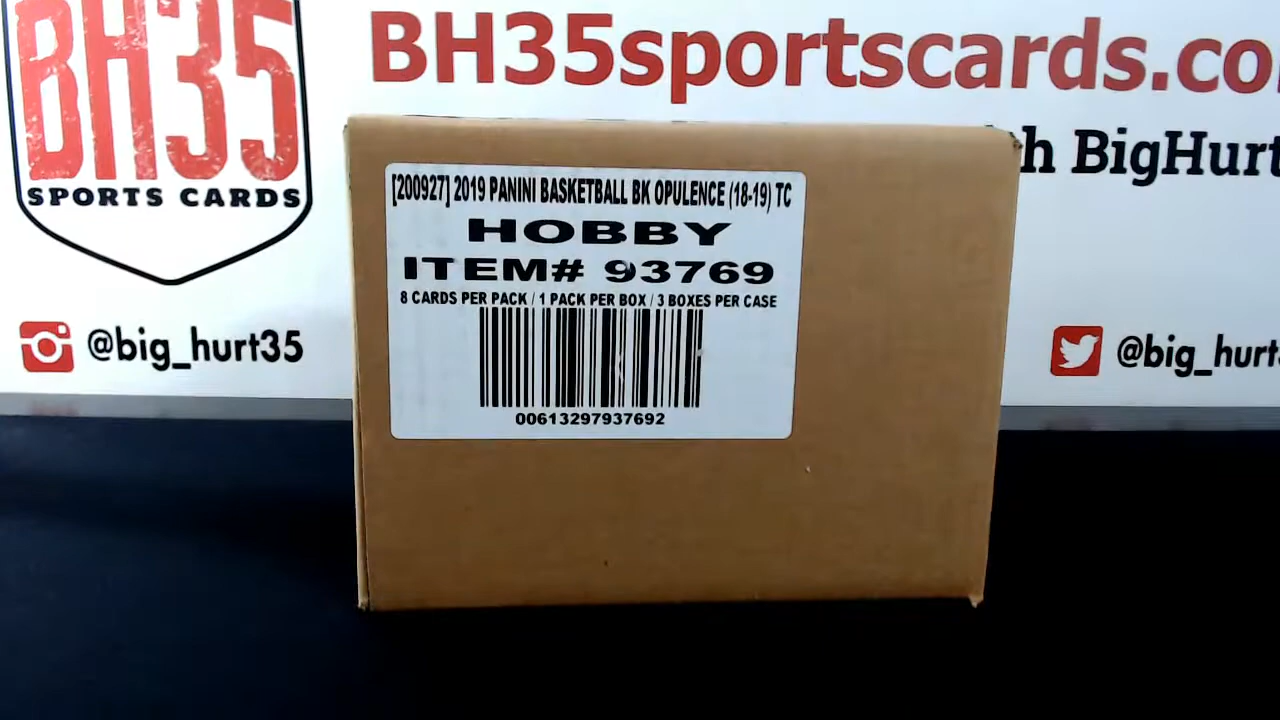 BH35
SPORTS CARDS
BH35sportscards.co
h BigHurt
[200927] 2019 PANINI BASKETBALL BK OPULENCE (18-19) TC
HOBBY
ITEM# 93769
8 CARDS PER PACK / 1 PACK PER BOX / 3 BOXES PER CASE
00613297937692
@big_hurt35
@big_hurt